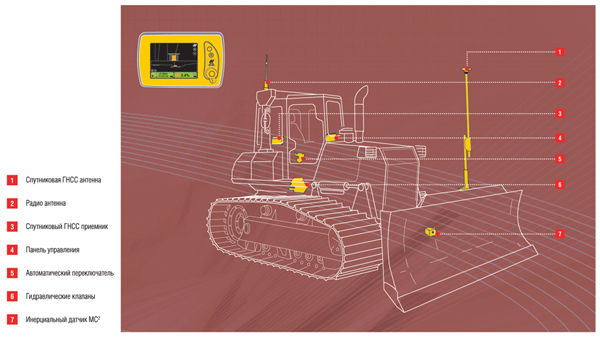 1 Спутниковая ГНСС антенна
2 Радио антенна
3 Спутниковый ГНСС приемник
4 Панель управления
5 Автоматический переключатель
6 Гидравлические клапаны
7 Инерциальный датчик MC²
1
2
3
4
5
6
7